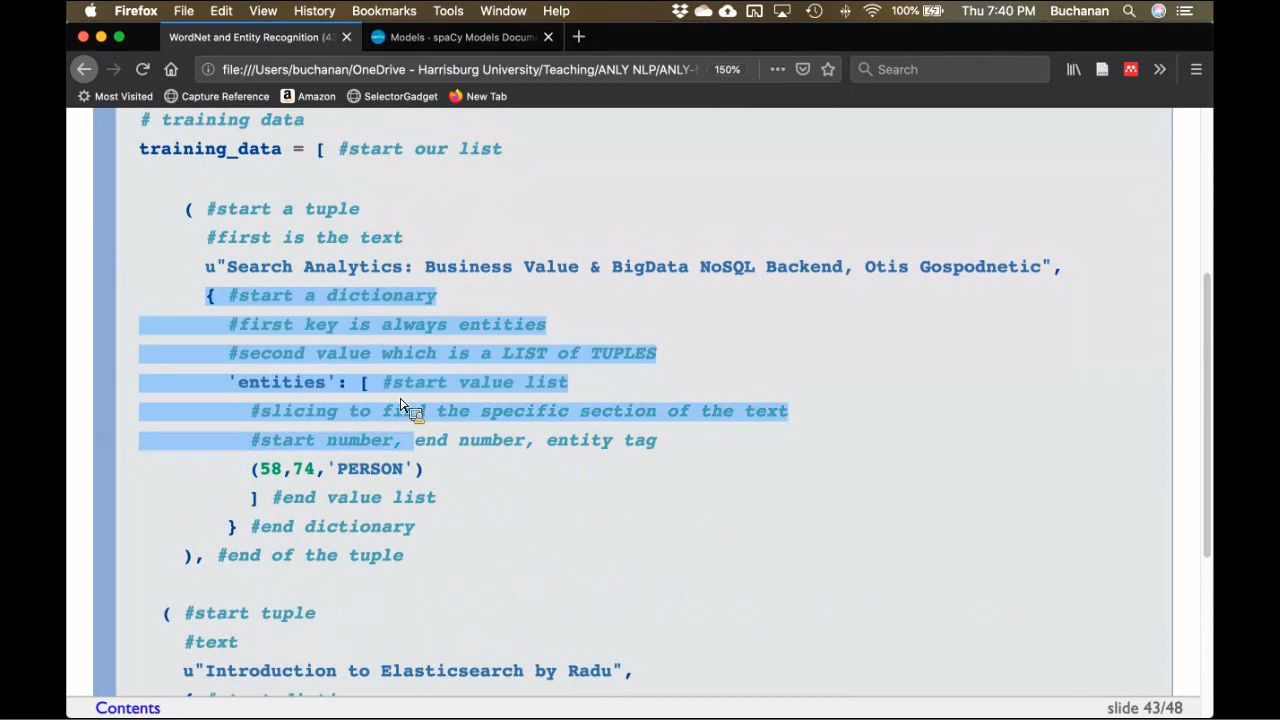 Firefox File Edit View History Bookmarks Tools Window Help 100% Thu 7:40 PM Buchanan
WordNet and Entity Recognition (43 Models · spaCy Models Docum
file:///Users/buchanan/OneDrive - Harrisburg University/Teaching/ANLY NLP/ANLY- 150% Search
Most Visited Capture Reference Amazon SelectorGadget New Tab
# training data
training_data = [ #start our list
( #start a tuple
#first is the text
u"Search Analytics: Business Value & BigData NoSQL Backend, Otis Gospodnetic",
{ #start a dictionary
#first key is always entities
#second value which is a LIST of TUPLES
'entities': [ #start value list
#slicing to find the specific section of the text
#start number, end number, entity tag
(58,74,'PERSON')
] #end value list
} #end dictionary
), #end of the tuple
( #start tuple
#text
u"Introduction to Elasticsearch by Radu",
Contents slide 43/48